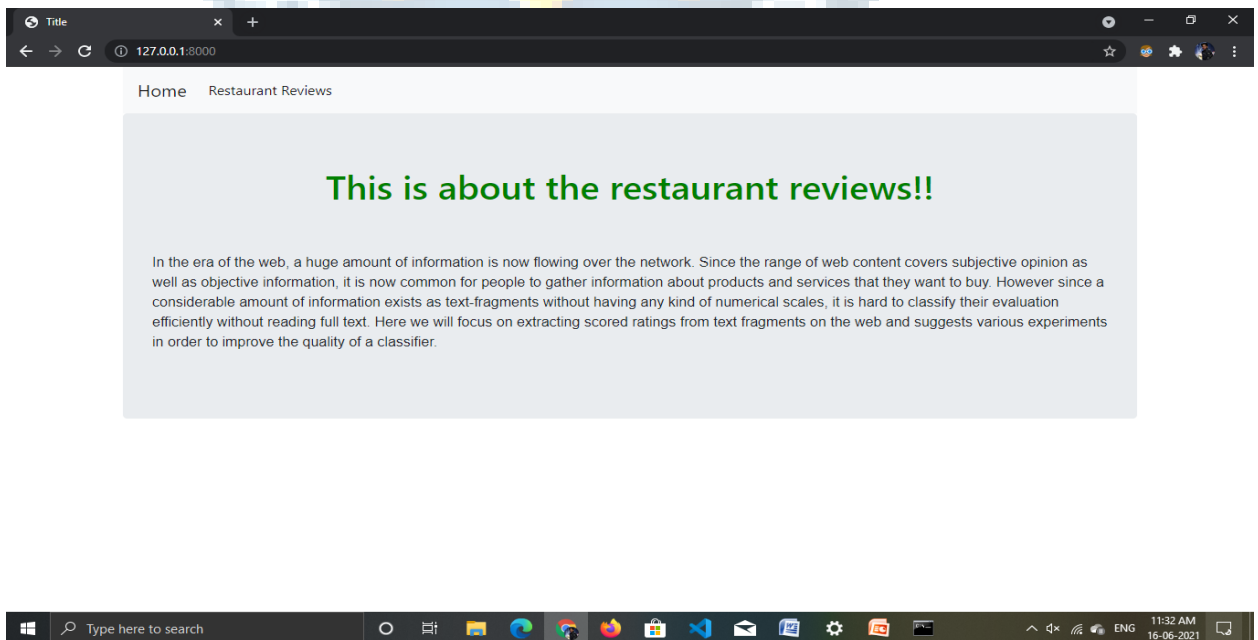 Title
127.0.0.1:8000
Home Restaurant Reviews
This is about the restaurant reviews!!
In the era of the web, a huge amount of information is now flowing over the network. Since the range of web content covers subjective opinion as
well as objective information, it is now common for people to gather information about products and services that they want to buy. However since a
considerable amount of information exists as text-fragments without having any kind of numerical scales, it is hard to classify their evaluation
efficiently without reading full text. Here we will focus on extracting scored ratings from text fragments on the web and suggests various experiments
in order to improve the quality of a classifier.
Type here to search
ENG
11:32 AM
16-06-2021